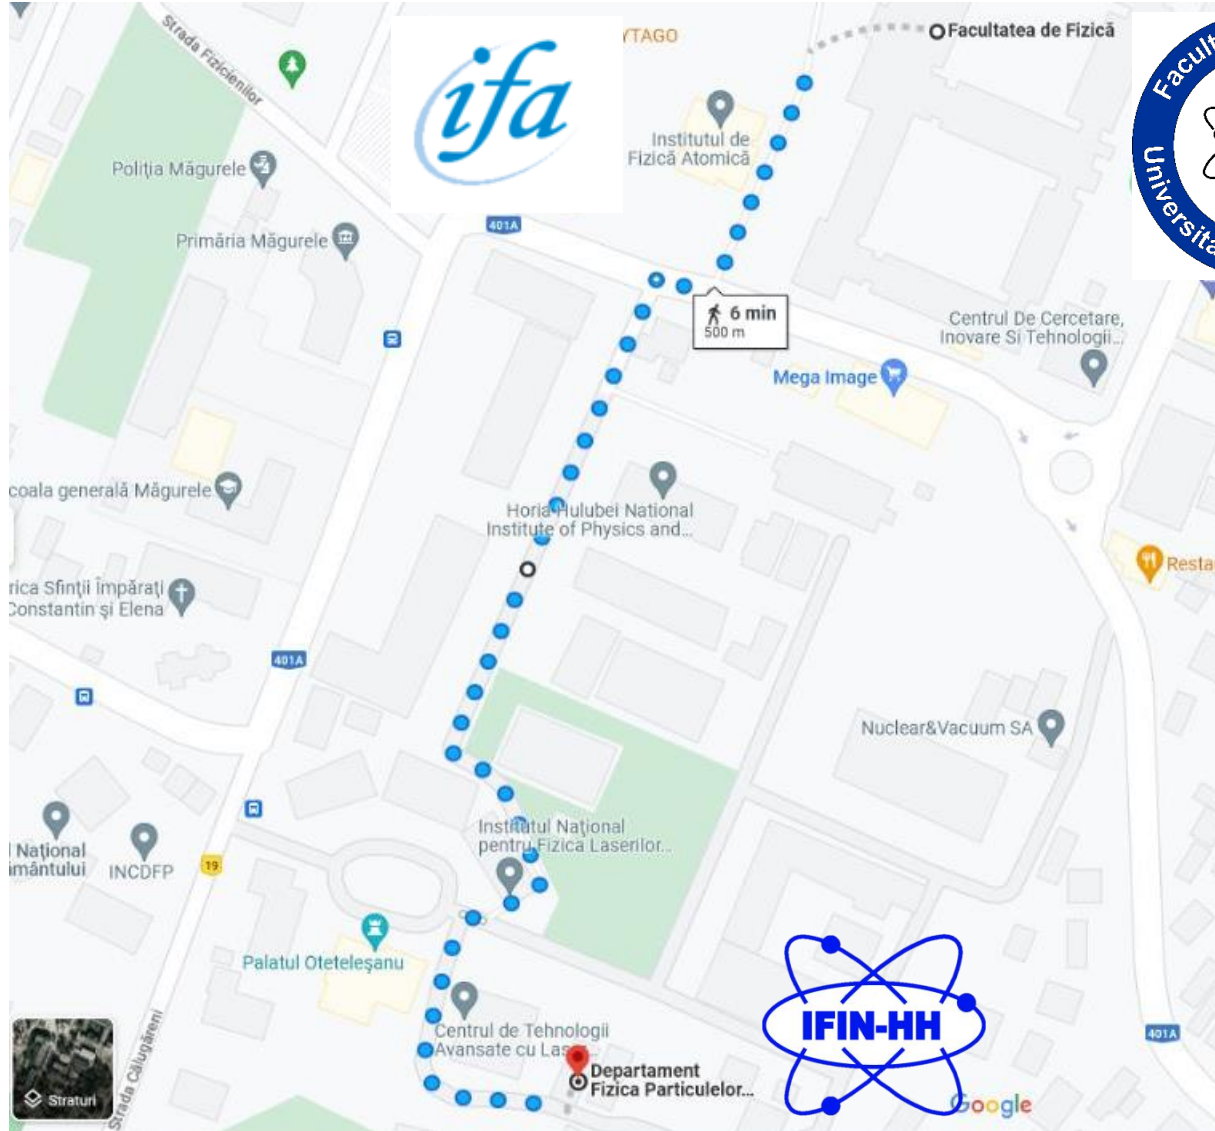 YTAGO
Facultatea de Fizică
Strada Fizicienilor
ifa
Institutul de
Fizică Atomică
Poliția Măgurele
401A
Primăria Măgurele
6 min
500 m
Centrul De Cercetare,
Inovare Si Tehnologii...
Mega Image
coala generală Măgurele
Horia Hulubei National
Institute of Physics and...
Resta
rica Sfinții Împărați
Constantin și Elena
401A
Nuclear&Vacuum SA
Institutul Național
pentru Fizica Laserilor...
l Național
mântului
INCDFP
19
Palatul Oteteleșanu
IFIN-HH
Centrul de Tehnologii
Avansate cu Laser
401A
Departament
Fizica Particulelor...
Straturi
Strada Călugăreni
Google